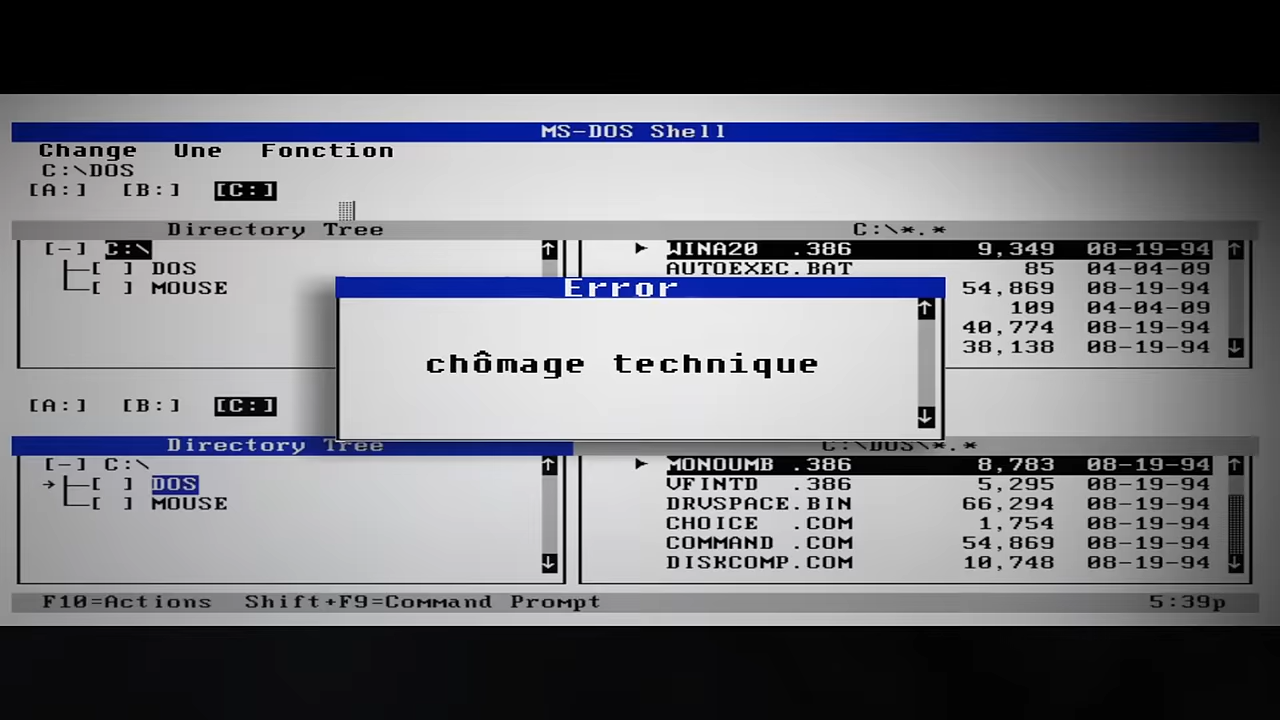 MS-DOS Shell
Change Une Fonction
C:\DOS
[A:] [B:] [C:]
Directory Tree C:\*.*
[-] C:\ WINA20 .386 9,349 08-19-94
[ ] DOS AUTOEXEC.BAT 85 04-04-09
[ ] MOUSE 54,869 08-19-94
109 04-04-09
40,774 08-19-94
38,138 08-19-94
Error
chômage technique
[A:] [B:] [C:]
Directory Tree C:\DOS\*.*
[-] C:\ MONOUMB .386 8,783 08-19-94
[ ] DOS VFINTD .386 5,295 08-19-94
[ ] MOUSE DRVSPACE.BIN 66,294 08-19-94
CHOICE .COM 1,754 08-19-94
COMMAND .COM 54,869 08-19-94
DISKCOMP.COM 10,748 08-19-94
F10=Actions Shift+F9=Command Prompt 5:39p